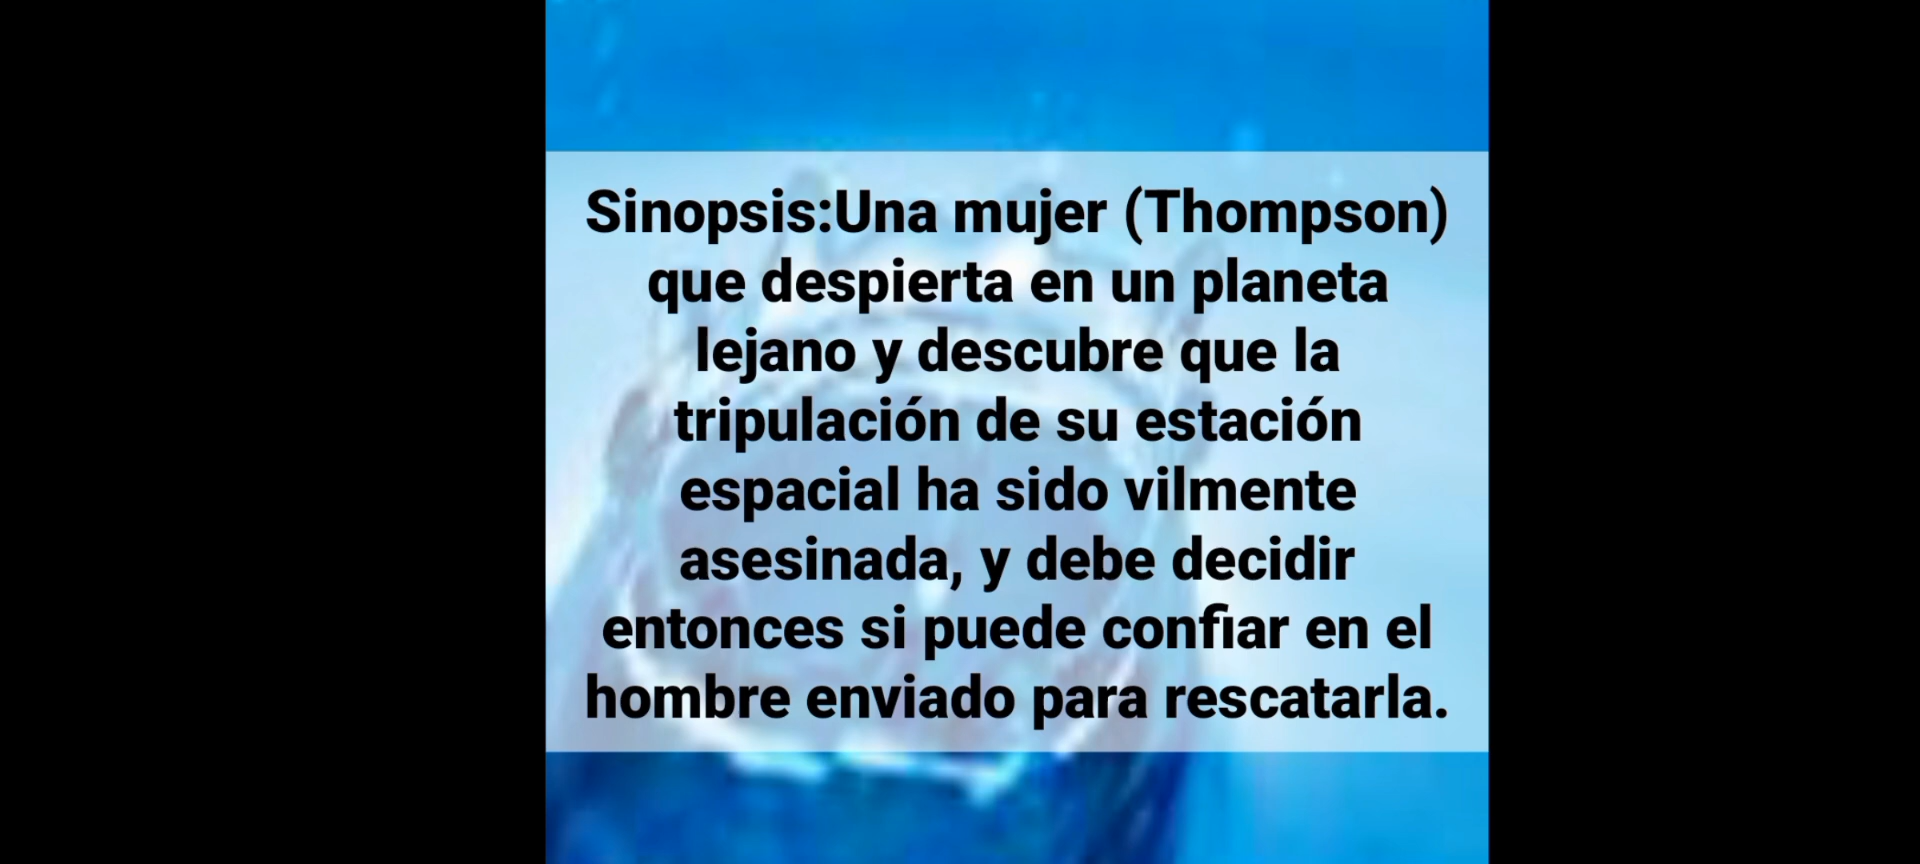 Sinopsis:Una mujer (Thompson)
que despierta en un planeta
lejano y descubre que la
tripulación de su estación
espacial ha sido vilmente
asesinada, y debe decidir
entonces si puede confiar en el
hombre enviado para rescatarla.